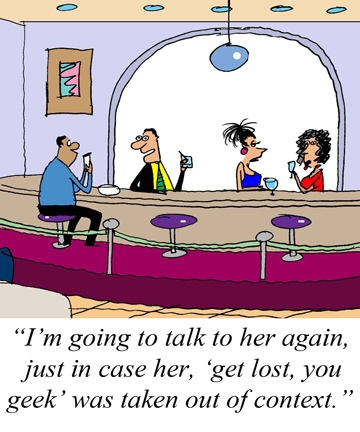 “I’m going to talk to her again,
just in case her, ‘get lost, you
geek’ was taken out of context.”